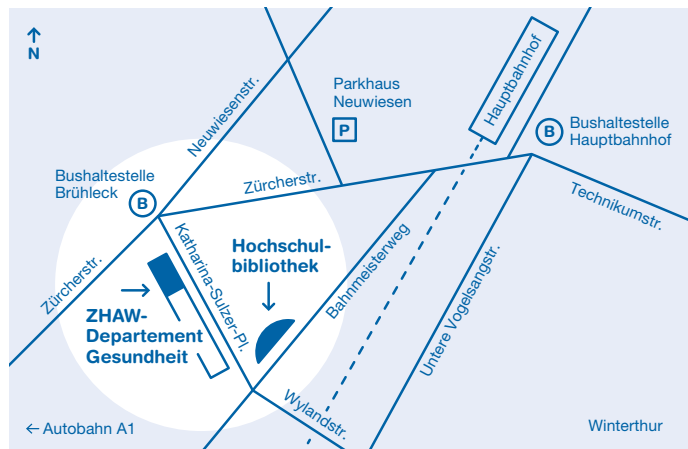 N
Neuwiesenstr.
Parkhaus
Neuwiesen
P
Hauptbahnhof
B
Bushaltestelle
Hauptbahnhof
Bushaltestelle
Brühleck
B
Zürcherstr.
Technikumstr.
Zürcherstr.
Katharina-Sulzer-Pl.
Hochschul-
bibliothek
Bahnmeisterweg
Untere Vogelsangstr.
ZHAW-
Departement
Gesundheit
Wylandstr.
← Autobahn A1
Winterthur